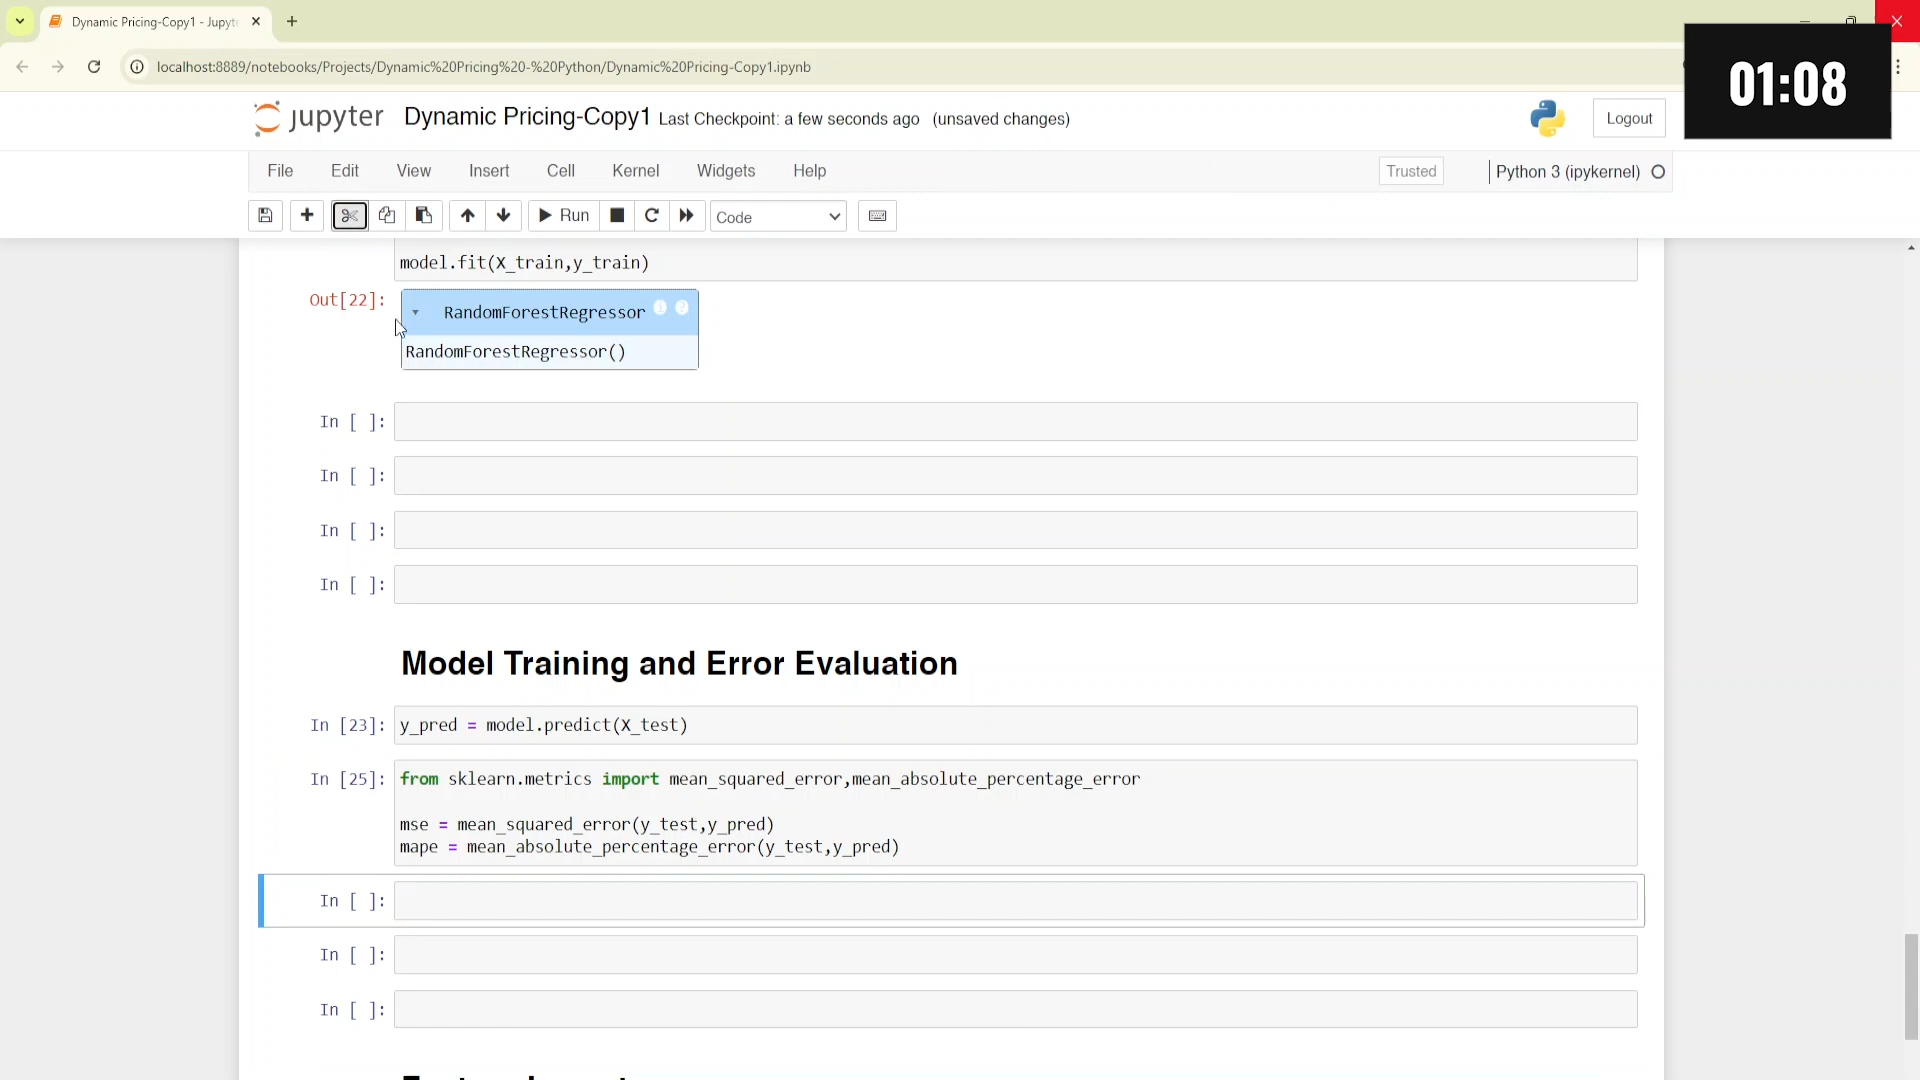 Dynamic Pricing-Copy1 - Jupyte
localhost:8889/notebooks/Projects/Dynamic%20Pricing%20-%20Python/Dynamic%20Pricing-Copy1.ipynb
01:08
jupyter Dynamic Pricing-Copy1 Last Checkpoint: a few seconds ago (unsaved changes) Logout
File Edit View Insert Cell Kernel Widgets Help Trusted Python 3 (ipykernel)
Run Code
model.fit(X_train,y_train)
Out[22]: RandomForestRegressor i ?
RandomForestRegressor()
In [ ]:
In [ ]:
In [ ]:
In [ ]:
Model Training and Error Evaluation
In [23]: y_pred = model.predict(X_test)
In [25]: from sklearn.metrics import mean_squared_error,mean_absolute_percentage_error
mse = mean_squared_error(y_test,y_pred)
mape = mean_absolute_percentage_error(y_test,y_pred)
In [ ]:
In [ ]:
In [ ]: